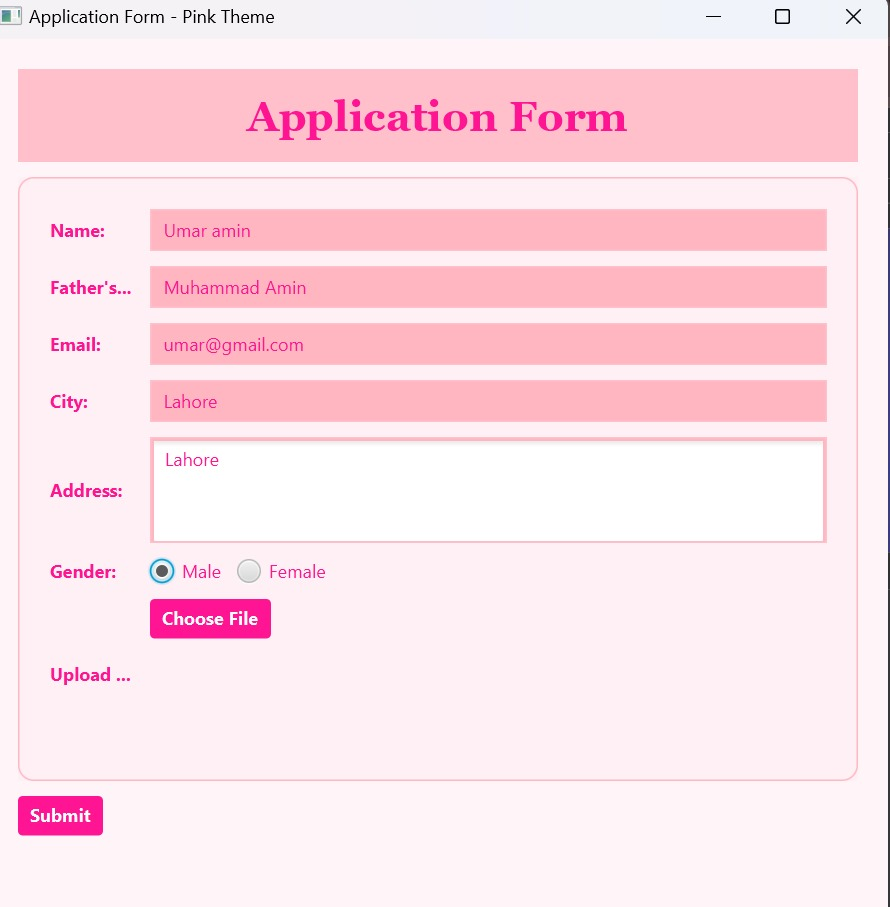 Application Form - Pink Theme
Application Form
Name: Umar amin
Father's... Muhammad Amin
Email: umar@gmail.com
City: Lahore
Address: Lahore
Gender: Male Female
Choose File
Upload ...
Submit